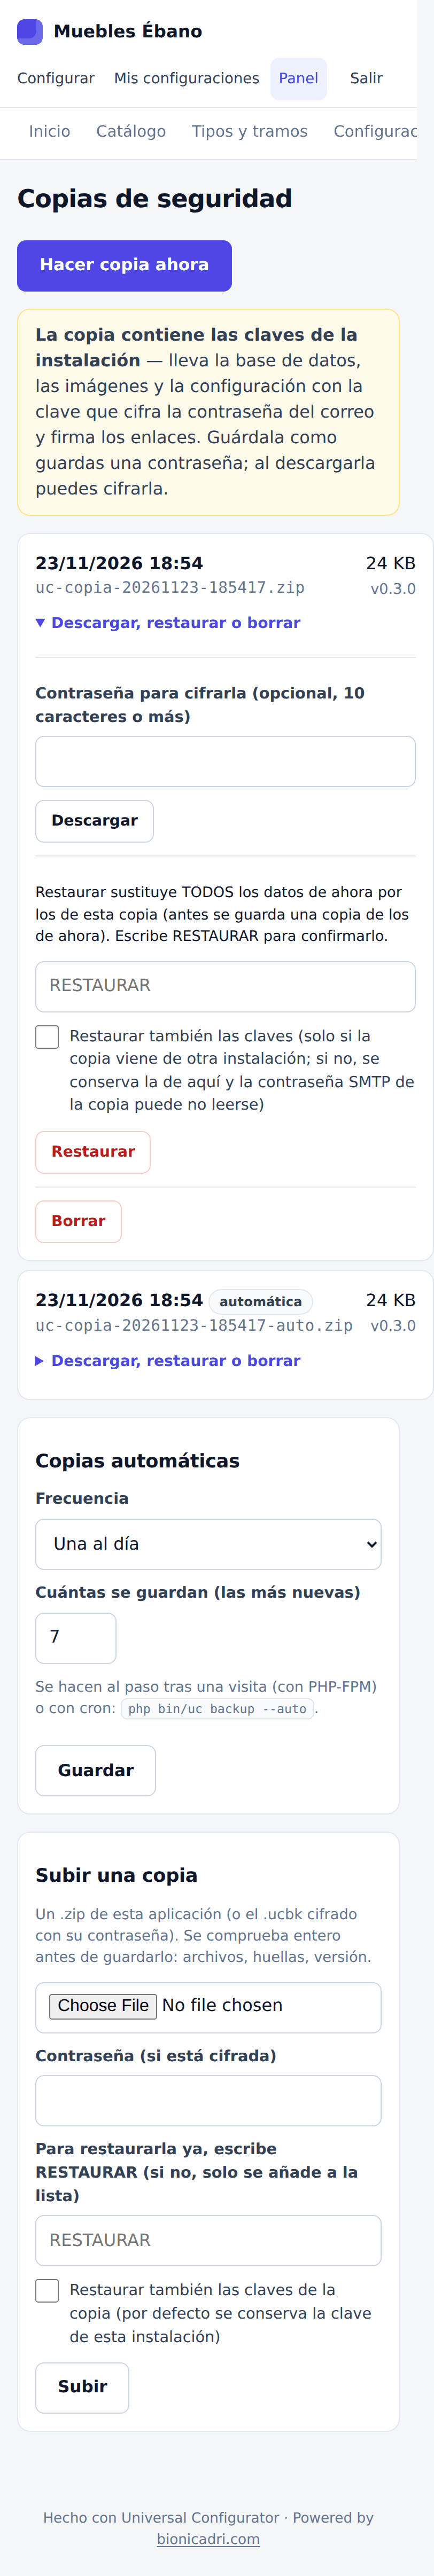 Muebles Ébano
Configurar Mis configuraciones Panel Salir
Inicio Catálogo Tipos y tramos Configurac
Copias de seguridad
Hacer copia ahora
La copia contiene las claves de la
instalación — lleva la base de datos,
las imágenes y la configuración con la
clave que cifra la contraseña del correo
y firma los enlaces. Guárdala como
guardas una contraseña; al descargarla
puedes cifrarla.
23/11/2026 18:54 24 KB
uc-copia-20261123-185417.zip v0.3.0
Descargar, restaurar o borrar
Contraseña para cifrarla (opcional, 10
caracteres o más)
Descargar
Restaurar sustituye TODOS los datos de ahora por
los de esta copia (antes se guarda una copia de los
de ahora). Escribe RESTAURAR para confirmarlo.
RESTAURAR
Restaurar también las claves (solo si la
copia viene de otra instalación; si no, se
conserva la de aquí y la contraseña SMTP de
la copia puede no leerse)
Restaurar
Borrar
23/11/2026 18:54 automática 24 KB
uc-copia-20261123-185417-auto.zip v0.3.0
Descargar, restaurar o borrar
Copias automáticas
Frecuencia
Una al día
Cuántas se guardan (las más nuevas)
7
Se hacen al paso tras una visita (con PHP-FPM)
o con cron: php bin/uc backup --auto.
Guardar
Subir una copia
Un .zip de esta aplicación (o el .ucbk cifrado
con su contraseña). Se comprueba entero
antes de guardarlo: archivos, huellas, versión.
Choose File No file chosen
Contraseña (si está cifrada)
Para restaurarla ya, escribe
RESTAURAR (si no, solo se añade a la
lista)
RESTAURAR
Restaurar también las claves de la
copia (por defecto se conserva la clave
de esta instalación)
Subir
Hecho con Universal Configurator · Powered by
bionicadri.com